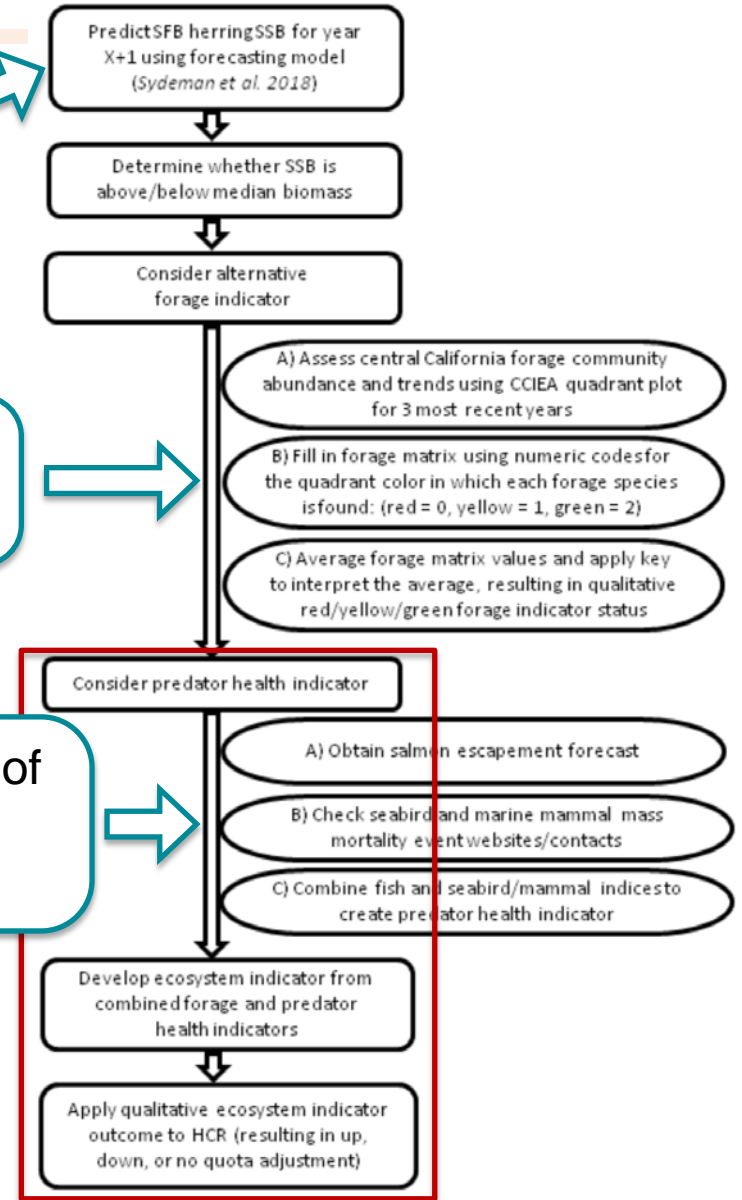 PredictSFB herringSSB for year
X+1 using forecasting model
(Sydeman et al. 2018)
Determine whether SSB is
above/below median biomass
Consider alternative
forage indicator
A) Assess central California forage community
abundance and trends using CCIEA quadrant plot
for 3 most recent years
B) Fill in forage matrix using numeric codes for
the quadrant color in which each forage species
is found: (red = 0, yellow = 1, green = 2)
C) Average forage matrix values and apply key
to interpret the average, resulting in qualitative
red/yellow/green forage indicator status
Consider predator health indicator
of
A) Obtain salmon escapement forecast
B) Check seabird and marine mammal mass
mortality event websites/contacts
C) Combine fish and seabird/mammal indices to
create predator health indicator
Develop ecosystem indicator from
combined forage and predator
health indicators
Apply qualitative ecosystem indicator
outcome to HCR (resulting in up,
down, or no quota adjustment)